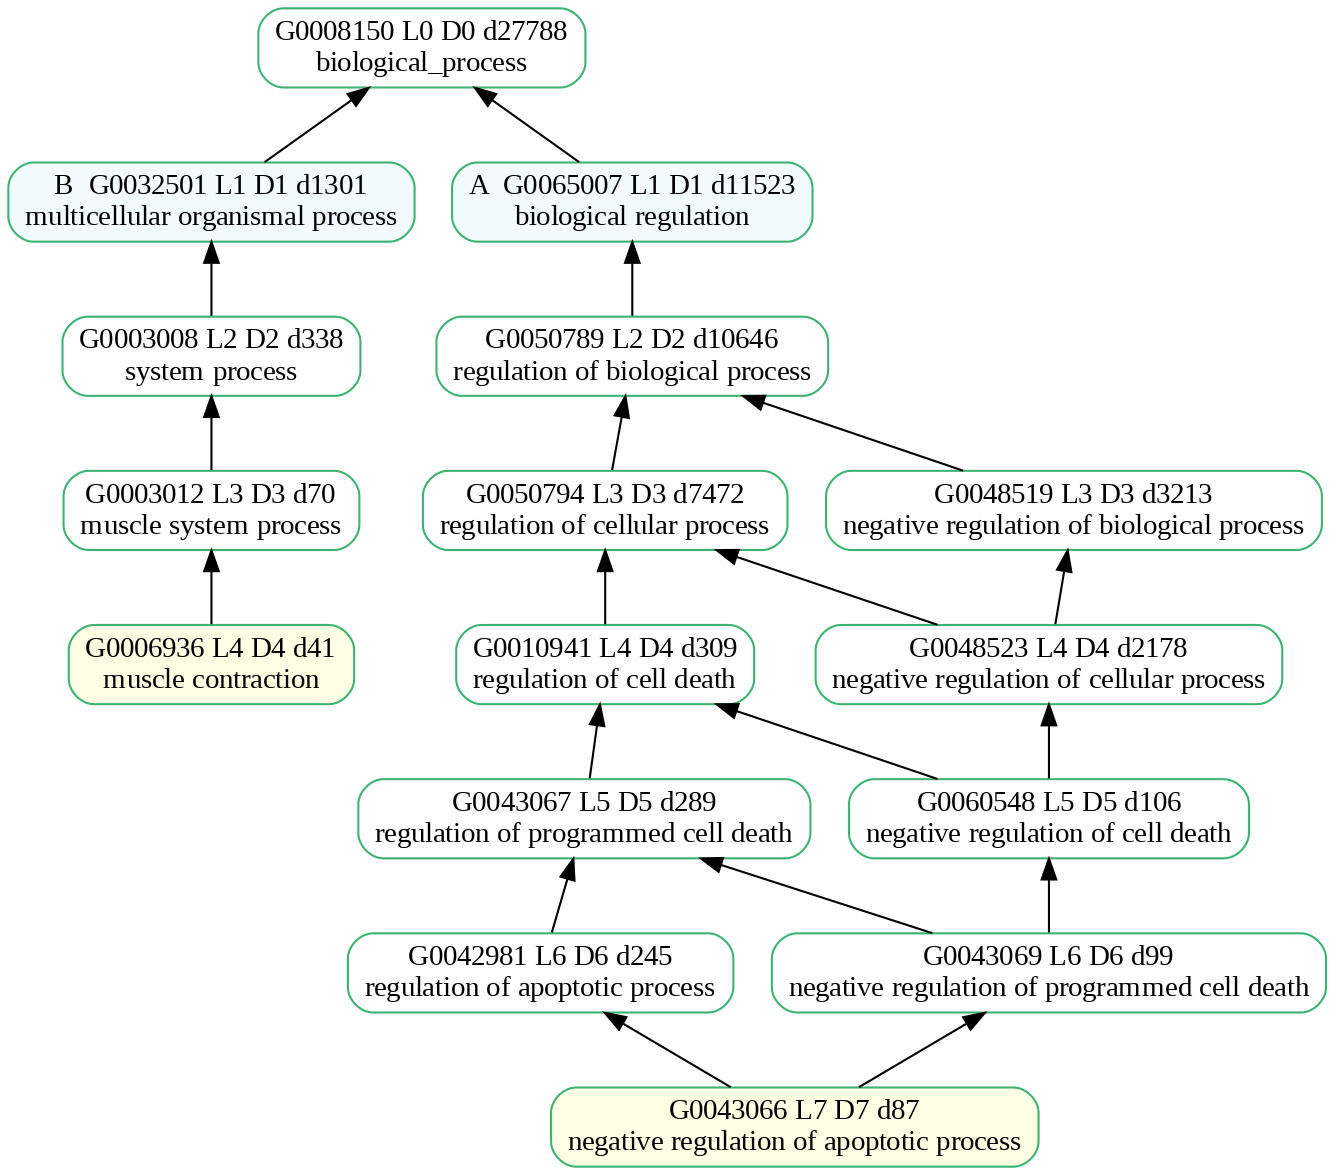 G0008150 L0 D0 d27788
biological_process
B  G0032501 L1 D1 d1301
multicellular organismal process
A  G0065007 L1 D1 d11523
biological regulation
G0003008 L2 D2 d338
system process
G0050789 L2 D2 d10646
regulation of biological process
G0003012 L3 D3 d70
muscle system process
G0050794 L3 D3 d7472
regulation of cellular process
G0048519 L3 D3 d3213
negative regulation of biological process
G0006936 L4 D4 d41
muscle contraction
G0010941 L4 D4 d309
regulation of cell death
G0048523 L4 D4 d2178
negative regulation of cellular process
G0043067 L5 D5 d289
regulation of programmed cell death
G0060548 L5 D5 d106
negative regulation of cell death
G0042981 L6 D6 d245
regulation of apoptotic process
G0043069 L6 D6 d99
negative regulation of programmed cell death
G0043066 L7 D7 d87
negative regulation of apoptotic process